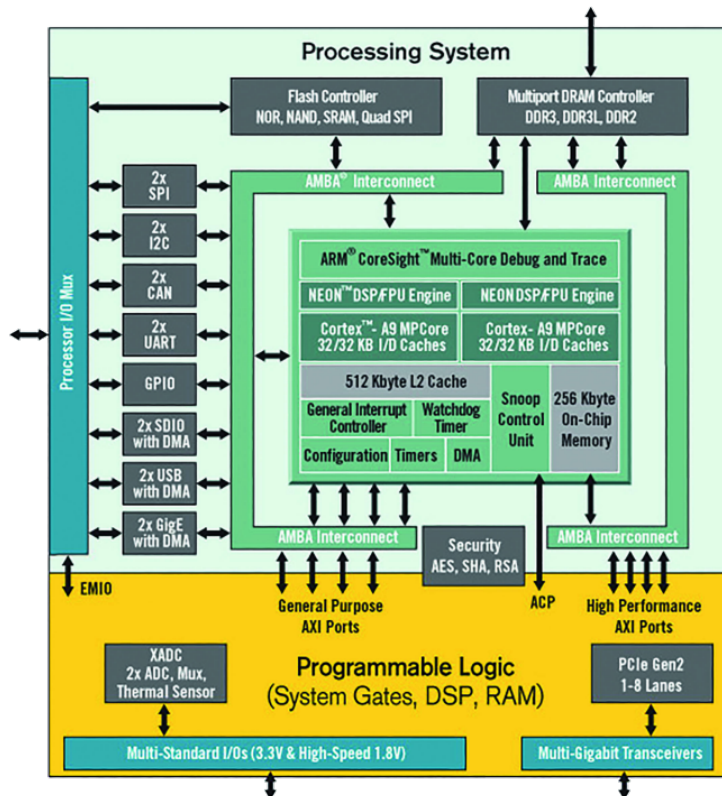 Processing System
Flash Controller
NOR, NAND, SRAM, Quad SPI
Multiport DRAM Controller
DDR3, DDR3L, DDR2
Processor I/O Mux
2x
SPI
2x
I2C
2x
CAN
2x
UART
GPIO
2x SDIO
with DMA
2x USB
with DMA
2x GigE
with DMA
AMBA® Interconnect
AMBA Interconnect
ARM® CoreSight™ Multi-Core Debug and Trace
NEON™ DSP/FPU Engine
NEON DSP/FPU Engine
Cortex™- A9 MPCore
32/32 KB I/D Caches
Cortex- A9 MPCore
32/32 KB I/D Caches
512 Kbyte L2 Cache
General Interrupt
Controller
Watchdog
Timer
Configuration
Timers
DMA
Snoop
Control
Unit
256 Kbyte
On-Chip
Memory
AMBA Interconnect
AMBA Interconnect
Security
AES, SHA, RSA
EMIO
General Purpose
AXI Ports
ACP
High Performance
AXI Ports
XADC
2x ADC, Mux,
Thermal Sensor
Programmable Logic
(System Gates, DSP, RAM)
PCIe Gen2
1-8 Lanes
Multi-Standard I/Os (3.3V & High-Speed 1.8V)
Multi-Gigabit Transceivers